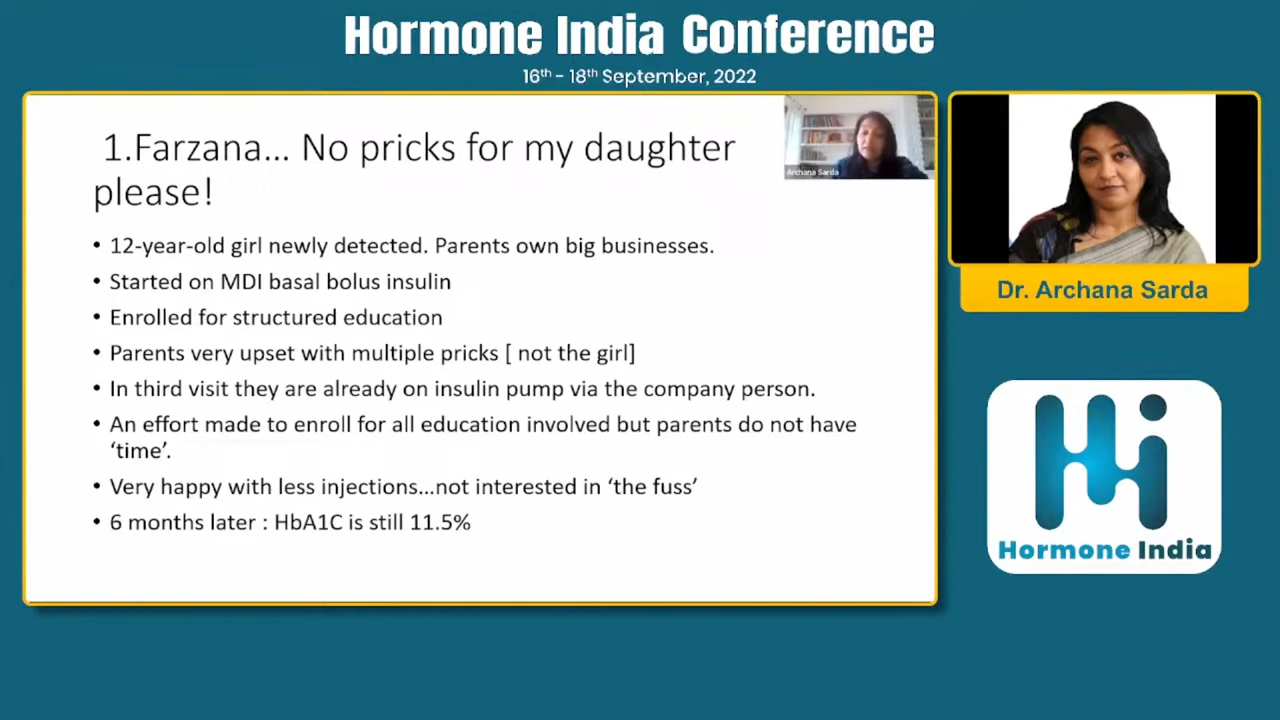 Hormone India Conference
16th - 18th September, 2022
1.Farzana... No pricks for my daughter
please!
Archana Sarda
• 12-year-old girl newly detected. Parents own big businesses.
• Started on MDI basal bolus insulin
• Enrolled for structured education
• Parents very upset with multiple pricks [ not the girl]
• In third visit they are already on insulin pump via the company person.
• An effort made to enroll for all education involved but parents do not have
‘time’.
• Very happy with less injections...not interested in ‘the fuss’
• 6 months later : HbA1C is still 11.5%
Dr. Archana Sarda
Hi
Hormone India